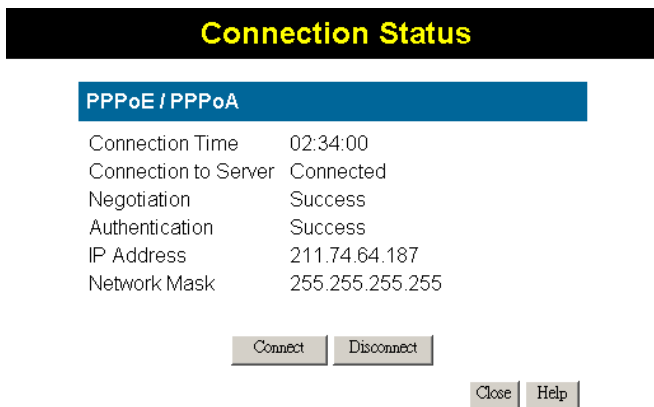 Connection Status
PPPoE / PPPoA
Connection Time 02:34:00
Connection to Server Connected
Negotiation Success
Authentication Success
IP Address 211.74.64.187
Network Mask 255.255.255.255
Connect Disconnect
Close Help